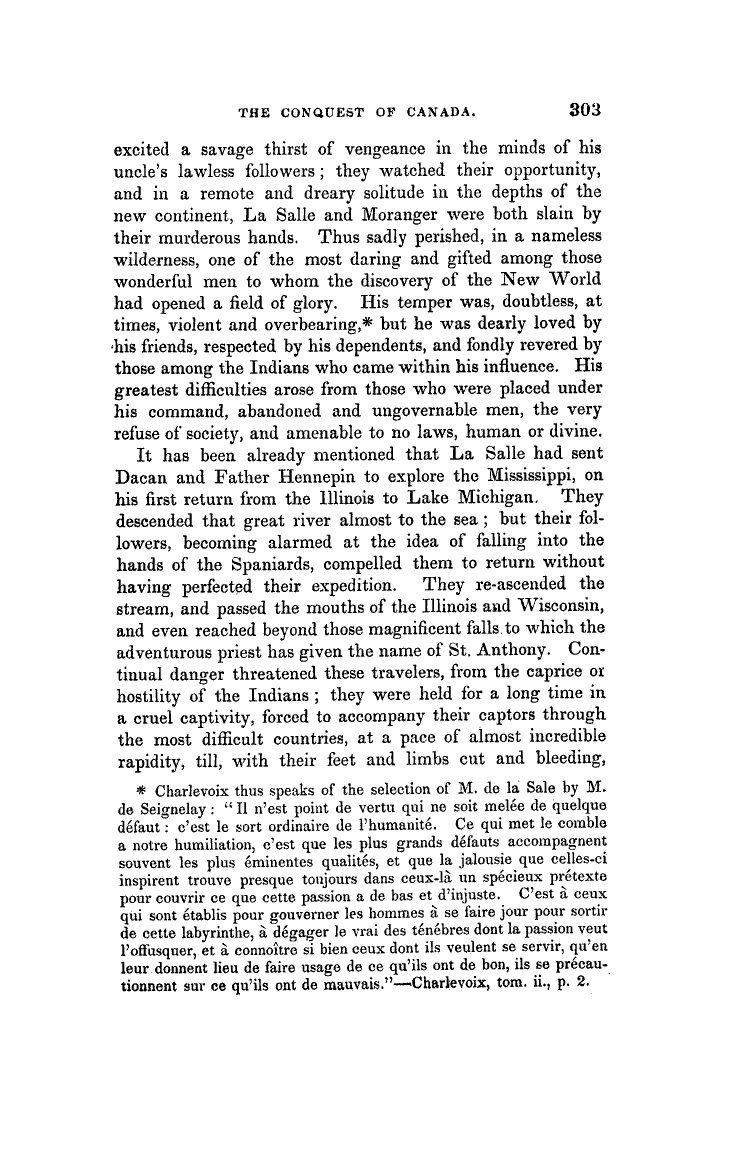 THE CONQUEST OF CANADA. 303
excited a savage thirst of vengeance in the minds of his
uncle's lawless followers ; they watched their opportunity,
and in a remote and dreary solitude in the depths of the
new continent, La Salle and Moranger were both slain by
their murderous hands. Thus sadly perished, in a nameless
wilderness, one of the most daring and gifted among those
wonderful men to whom the discovery of the New World
had opened a field of glory. His temper was, doubtless, at
times, violent and overbearing,* but he was dearly loved by
his friends, respected by his dependents, and fondly revered by
those among the Indians who came within his influence. His
greatest difficulties arose from those who were placed under
his command, abandoned and ungovernable men, the very
refuse of society, and amenable to no laws, human or divine.
It has been already mentioned that La Salle had sent
Dacan and Father Hennepin to explore the Mississippi, on
his first return from the Illinois to Lake Michigan. They
descended that great river almost to the sea ; but their fol-
lowers, becoming alarmed at the idea of falling into the
hands of the Spaniards, compelled them to return without
having perfected their expedition. They re-ascended the
stream, and passed the mouths of the Illinois and Wisconsin,
and even reached beyond those magnificent falls to which the
adventurous priest has given the name of St. Anthony. Con-
tinual danger threatened these travelers, from the caprice or
hostility of the Indians ; they were held for a long time in
a cruel captivity, forced to accompany their captors through
the most difficult countries, at a pace of almost incredible
rapidity, till, with their feet and limbs cut and bleeding,
* Charlevoix thus speaks of the selection of M. de la Sale by M.
de Seignelay : "Il n'est point de vertu qui ne soit melée de quelque
défaut : c'est le sort ordinaire de l'humanité. Ce qui met le comble
a notre humiliation, c'est que les plus grands défauts accompagnent
souvent les plus éminentes qualités, et que la jalousie que celles-ci
inspirent trouve presque toujours dans ceux-là un spécieux prétexte
pour couvrir ce que cette passion a de bas et d'injuste. C'est à ceux
qui sont établis pour gouverner les hommes à se faire jour pour sortir
de cette labyrinthe, à dégager le vrai des ténébres dont la passion veut
l'offusquer, et à connoître si bien ceux dont ils veulent se servir, qu'en
leur donnent lieu de faire usage de ce qu'ils ont de bon, ils se précau-
tionnent sur ce qu'ils ont de mauvais."—Charlevoix, tom. ii., p. 2.